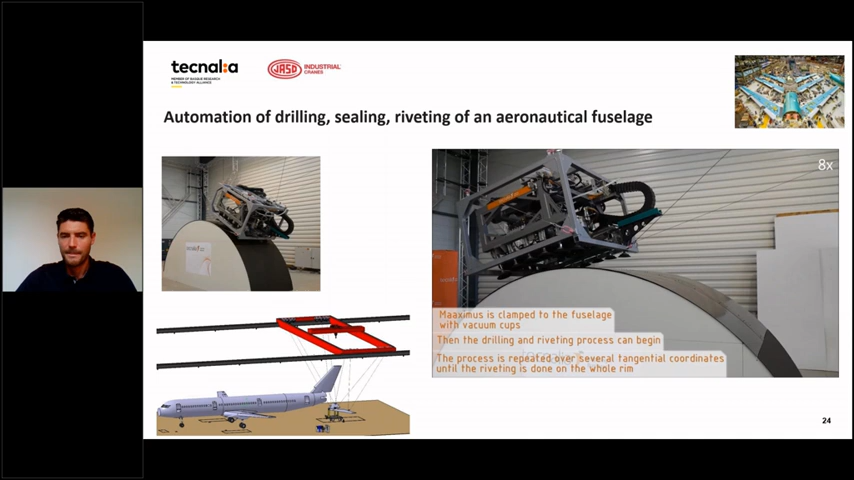 tecnal:a
MEMBER OF BASQUE RESEARCH
& TECHNOLOGY ALLIANCE
JASO INDUSTRIAL
CRANES
Automation of drilling, sealing, riveting of an aeronautical fuselage
8x
Maaximus is clamped to the fuselage
with vacuum cups
Then the drilling and riveting process can begin
The process is repeated over several tangential coordinates
until the riveting is done on the whole rim
24